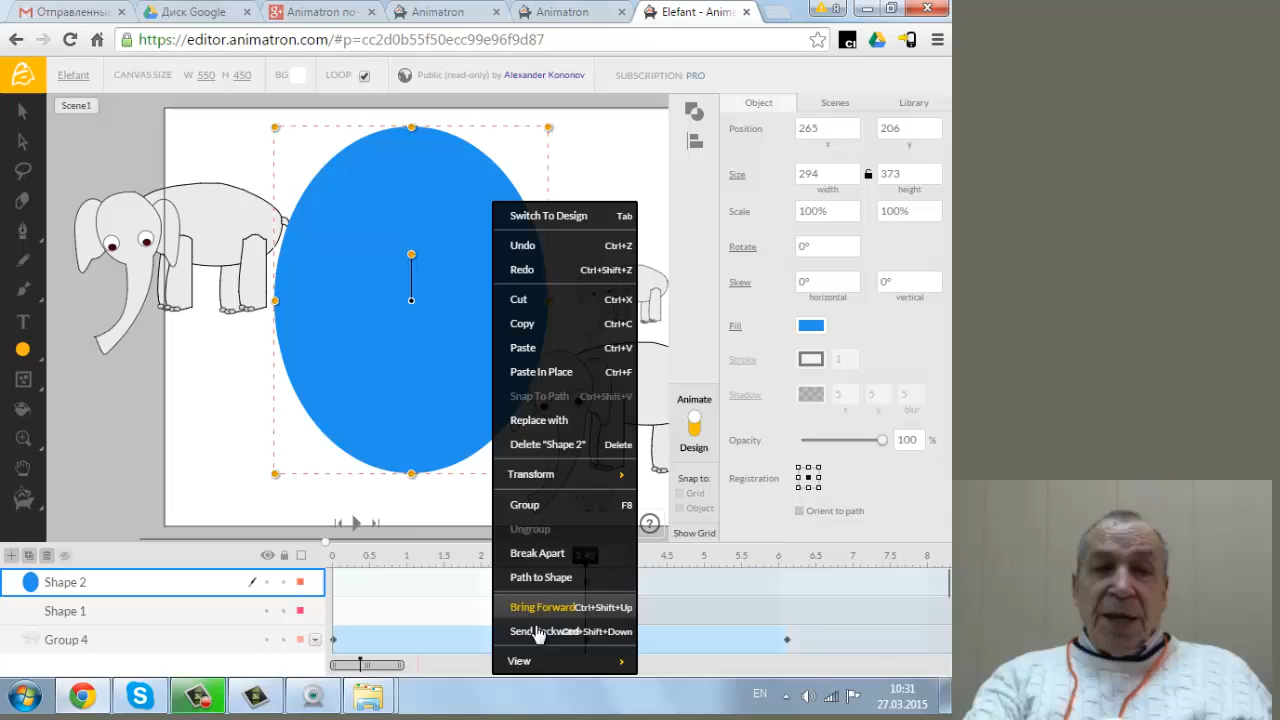 Отправленные
Диск Google
Animatron по-
Animatron
Animatron
Elefant - Anima
https://editor.animatron.com/#p=cc2d0b55f50ecc99e96f9d87
Elefant CANVAS SIZE W 550 H 450 BG LOOP Public (read-only) by Alexander Kononov SUBSCRIPTION: PRO
Scene1
Object Scenes Library
Position 265 206
x y
Size 294 373
width height
Scale 100% 100%
Rotate 0°
Skew 0° 0°
horizontal vertical
Fill
Stroke 1
Shadow 5 5 5
x y blur
Opacity 100 %
Registration
Orient to path
Animate
Design
Snap to:
Grid
Object
Show Grid
Switch To Design Tab
Undo Ctrl+Z
Redo Ctrl+Shift+Z
Cut Ctrl+X
Copy Ctrl+C
Paste Ctrl+V
Paste In Place Ctrl+F
Snap To Path Ctrl+Shift+V
Replace with
Delete "Shape 2" Delete
Transform
Group F8
Ungroup
Break Apart
Path to Shape
Bring Forward Ctrl+Shift+Up
Send Backward Ctrl+Shift+Down
View
?
0 0.5 1 1.5 2 4.5 5 5.5 6 6.5 7 7.5 8
3.40
Shape 2
Shape 1
Group 4
EN
10:31
27.03.2015